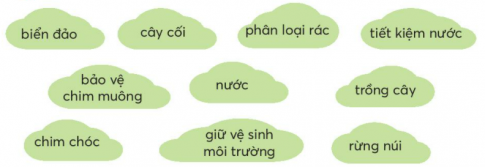 biển đảo
cây cối
phân loại rác
tiết kiệm nước
bảo vệ
chim muông
nước
trồng cây
chim chóc
giữ vệ sinh
môi trường
rừng núi